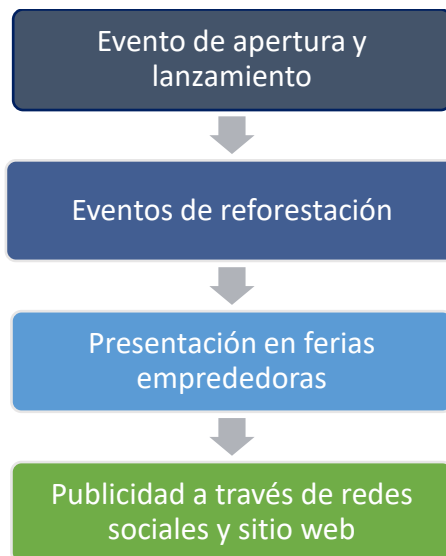 Evento de apertura y
lanzamiento
Eventos de reforestación
Presentación en ferias
emprededoras
Publicidad a través de redes
sociales y sitio web